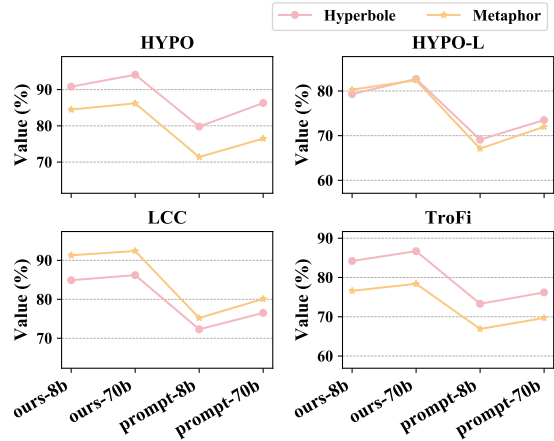 Hyperbole Metaphor
HYPO
HYPO-L
Value (%)
90
80
70
Value (%)
80
70
60
LCC
TroFi
Value (%)
90
80
70
Value (%)
90
80
70
60
ours-8b
ours-70b
prompt-8b
prompt-70b
ours-8b
ours-70b
prompt-8b
prompt-70b